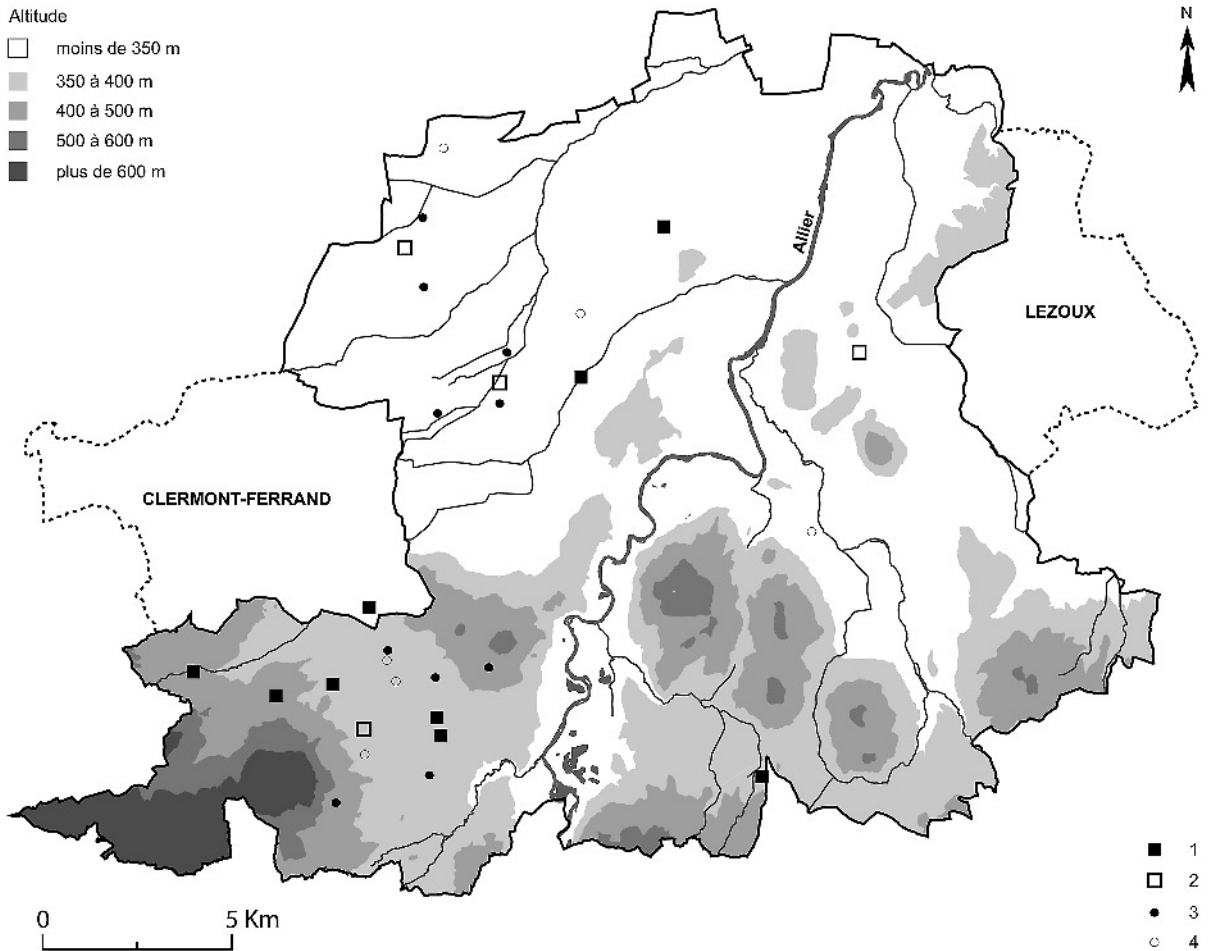 Altitude
moins de 350 m
350 à 400 m
400 à 500 m
500 à 600 m
plus de 600 m
N
Allier
LEZOUX
CLERMONT-FERRAND
0 5 Km
1
2
3
4